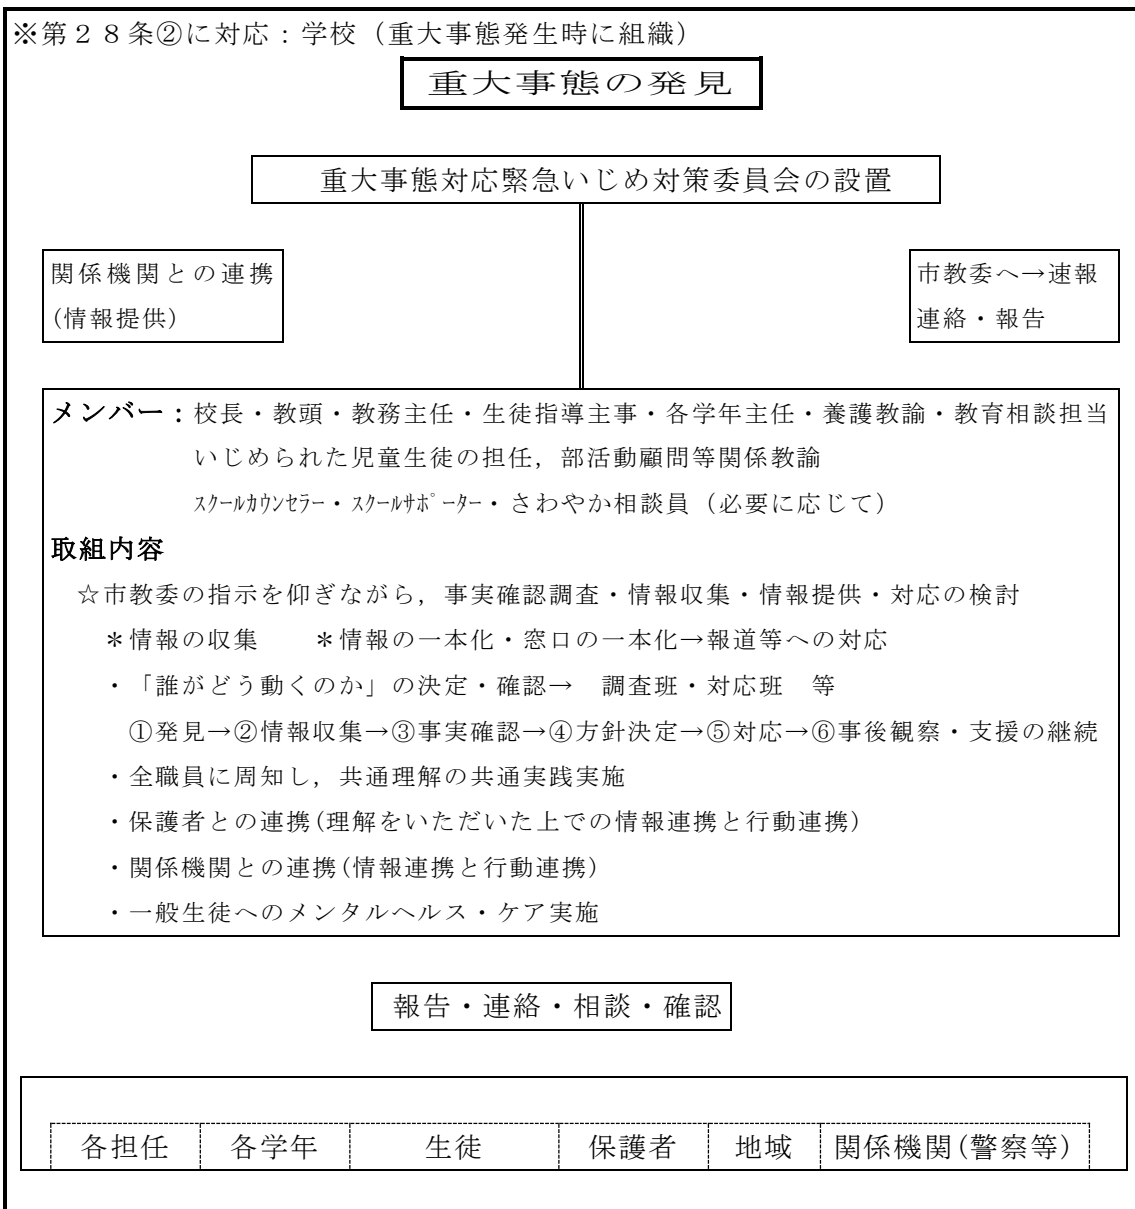 ※第２８条②に対応：学校（重大事態発生時に組織）
重大事態の発見
重大事態対応緊急いじめ対策委員会の設置
関係機関との連携
(情報提供)
市教委へ→速報
連絡・報告
メンバー：校長・教頭・教務主任・生徒指導主事・各学年主任・養護教諭・教育相談担当
いじめられた児童生徒の担任，部活動顧問等関係教諭
ｽｸｰﾙｶｳﾝｾﾗｰ・ｽｸｰﾙｻﾎﾟｰﾀｰ・さわやか相談員（必要に応じて）
取組内容
☆市教委の指示を仰ぎながら，事実確認調査・情報収集・情報提供・対応の検討
＊情報の収集　　＊情報の一本化・窓口の一本化→報道等への対応
・「誰がどう動くのか」の決定・確認→　調査班・対応班　等
①発見→②情報収集→③事実確認→④方針決定→⑤対応→⑥事後観察・支援の継続
・全職員に周知し，共通理解の共通実践実施
・保護者との連携(理解をいただいた上での情報連携と行動連携)
・関係機関との連携(情報連携と行動連携)
・一般生徒へのメンタルヘルス・ケア実施
報告・連絡・相談・確認
各担任　各学年　生徒　保護者　地域　関係機関(警察等)